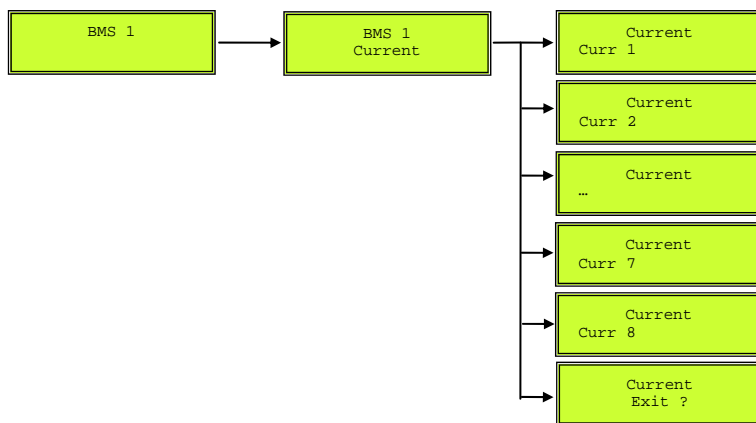 BMS 1
BMS 1
Current
Current
Curr 1
Current
Curr 2
Current
…
Current
Curr 7
Current
Curr 8
Current
Exit ?